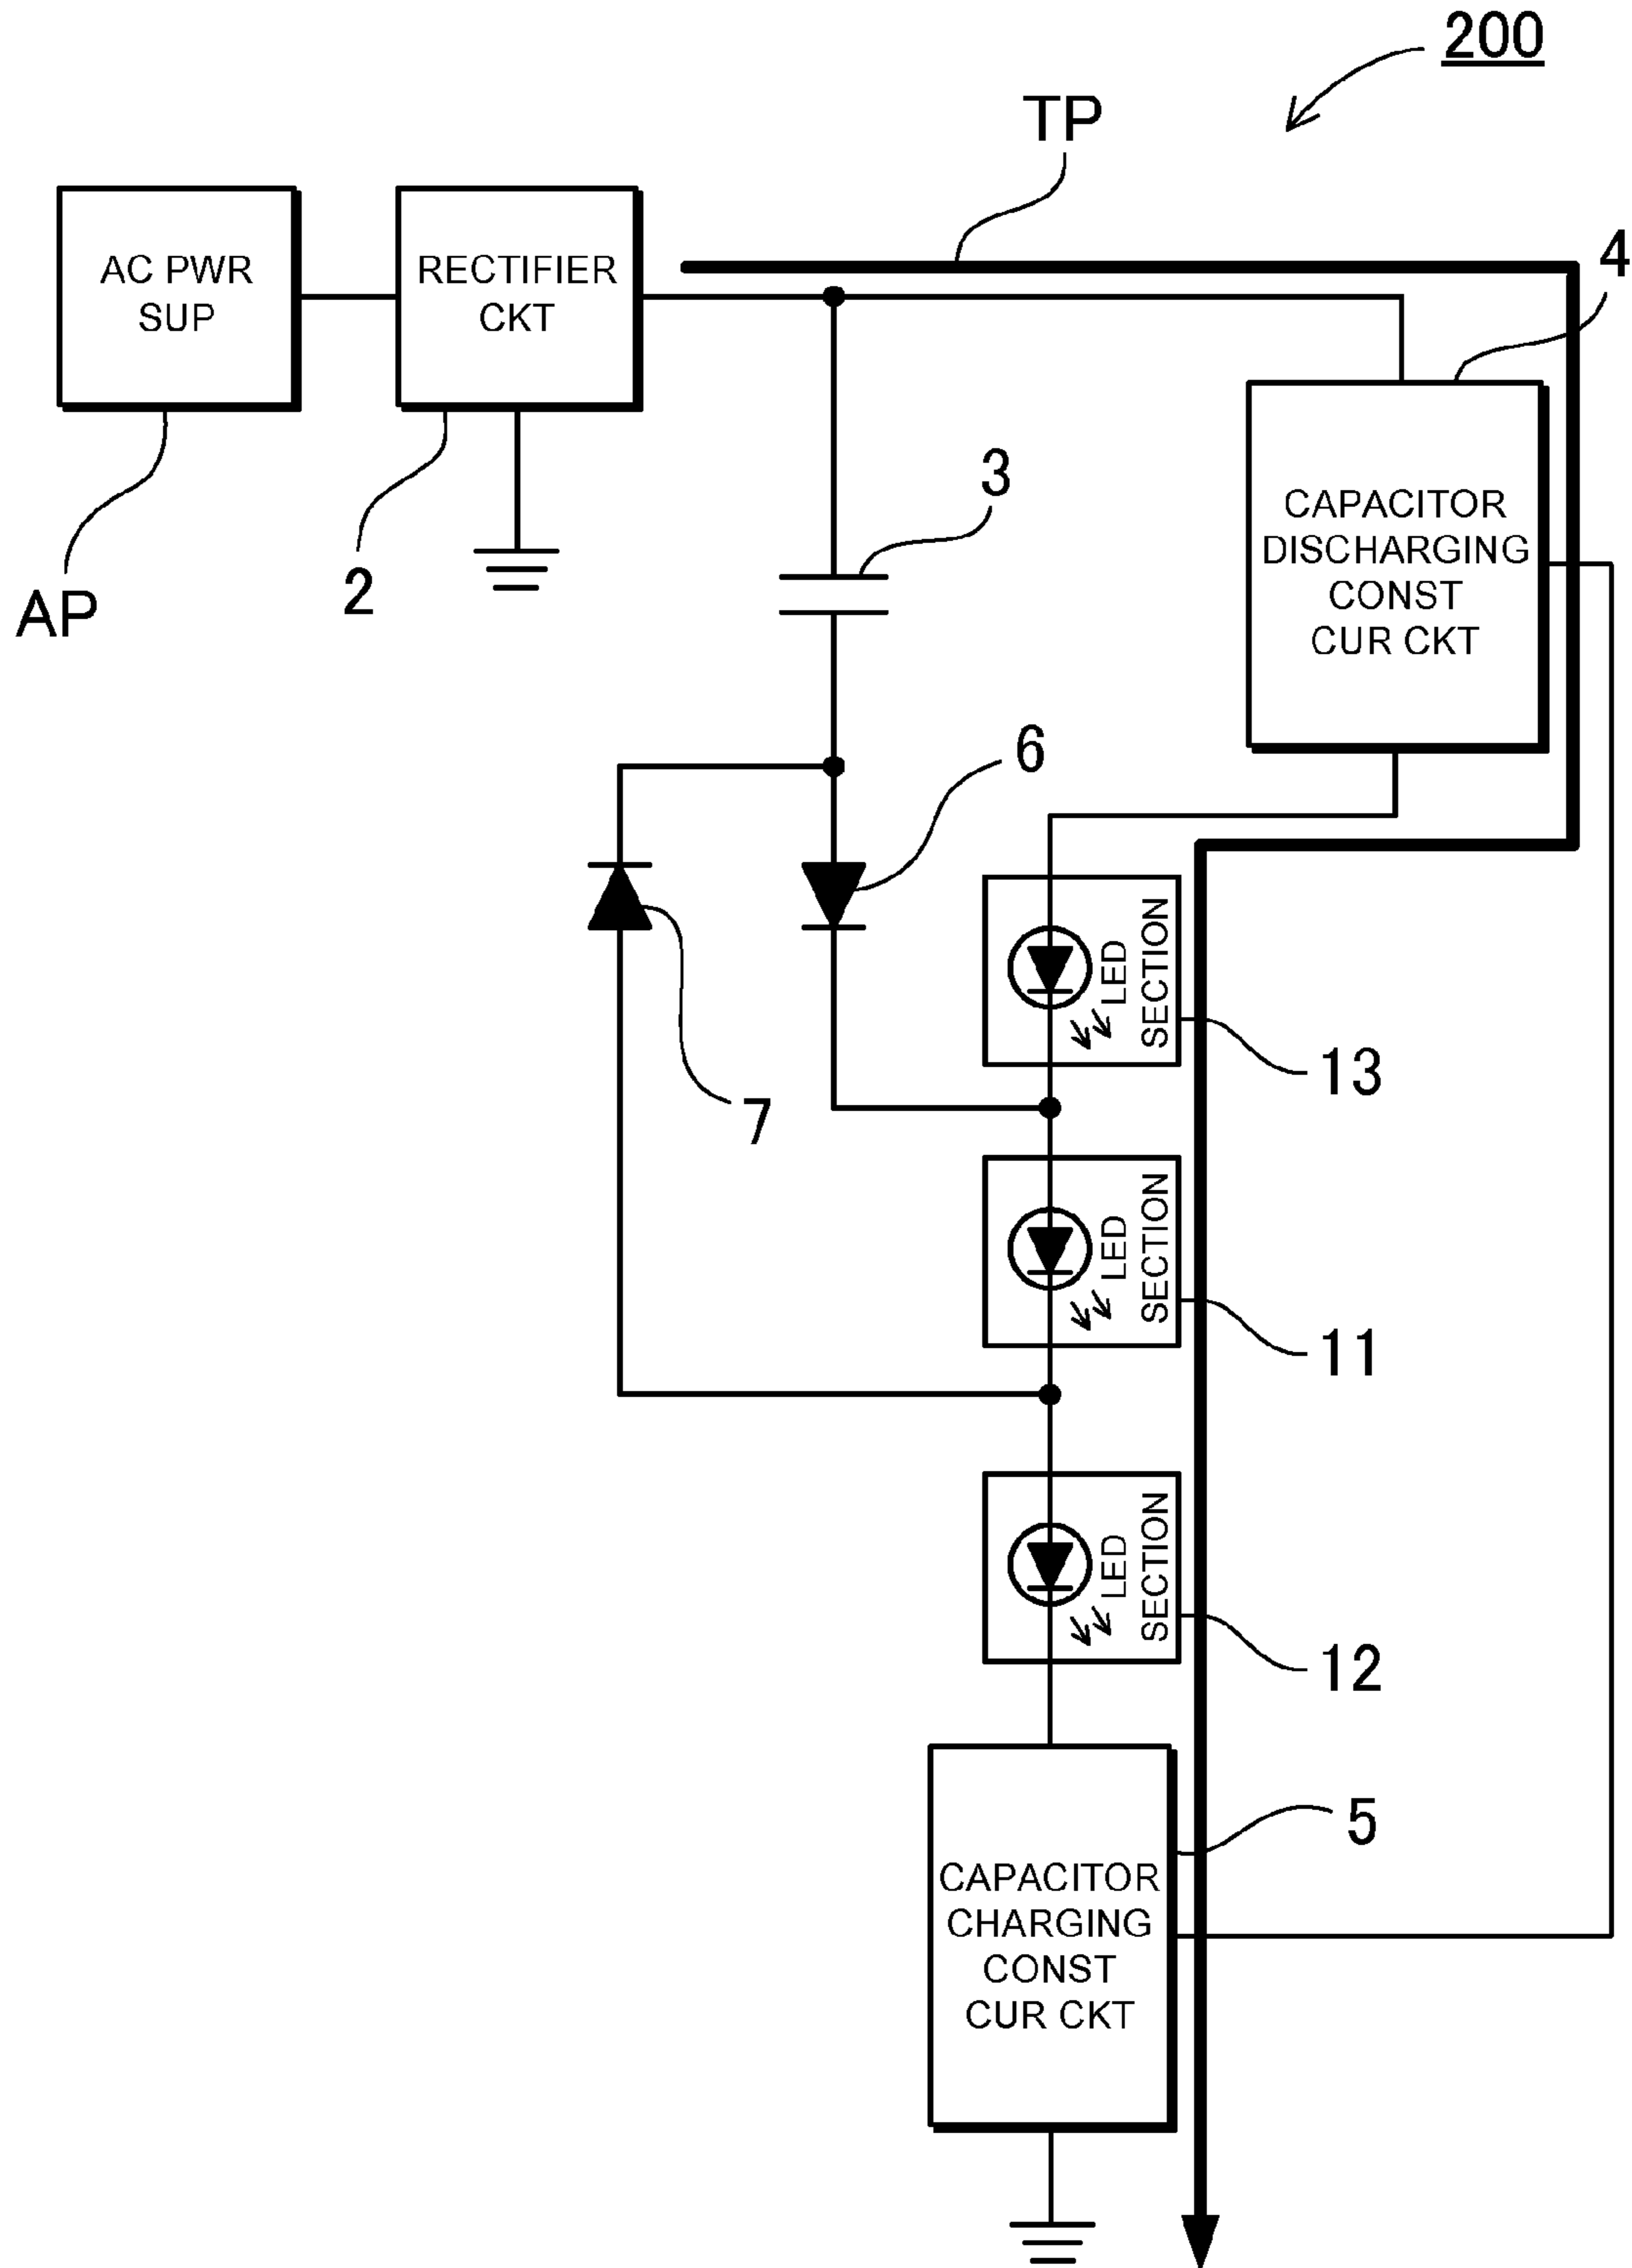 200
TP
AC PWR
SUP
RECTIFIER
CKT
4
AP
2
3
CAPACITOR
DISCHARGING
CONST
CUR CKT
6
7
LED
SECTION
13
LED
SECTION
11
LED
SECTION
12
CAPACITOR
CHARGING
CONST
CUR CKT
5